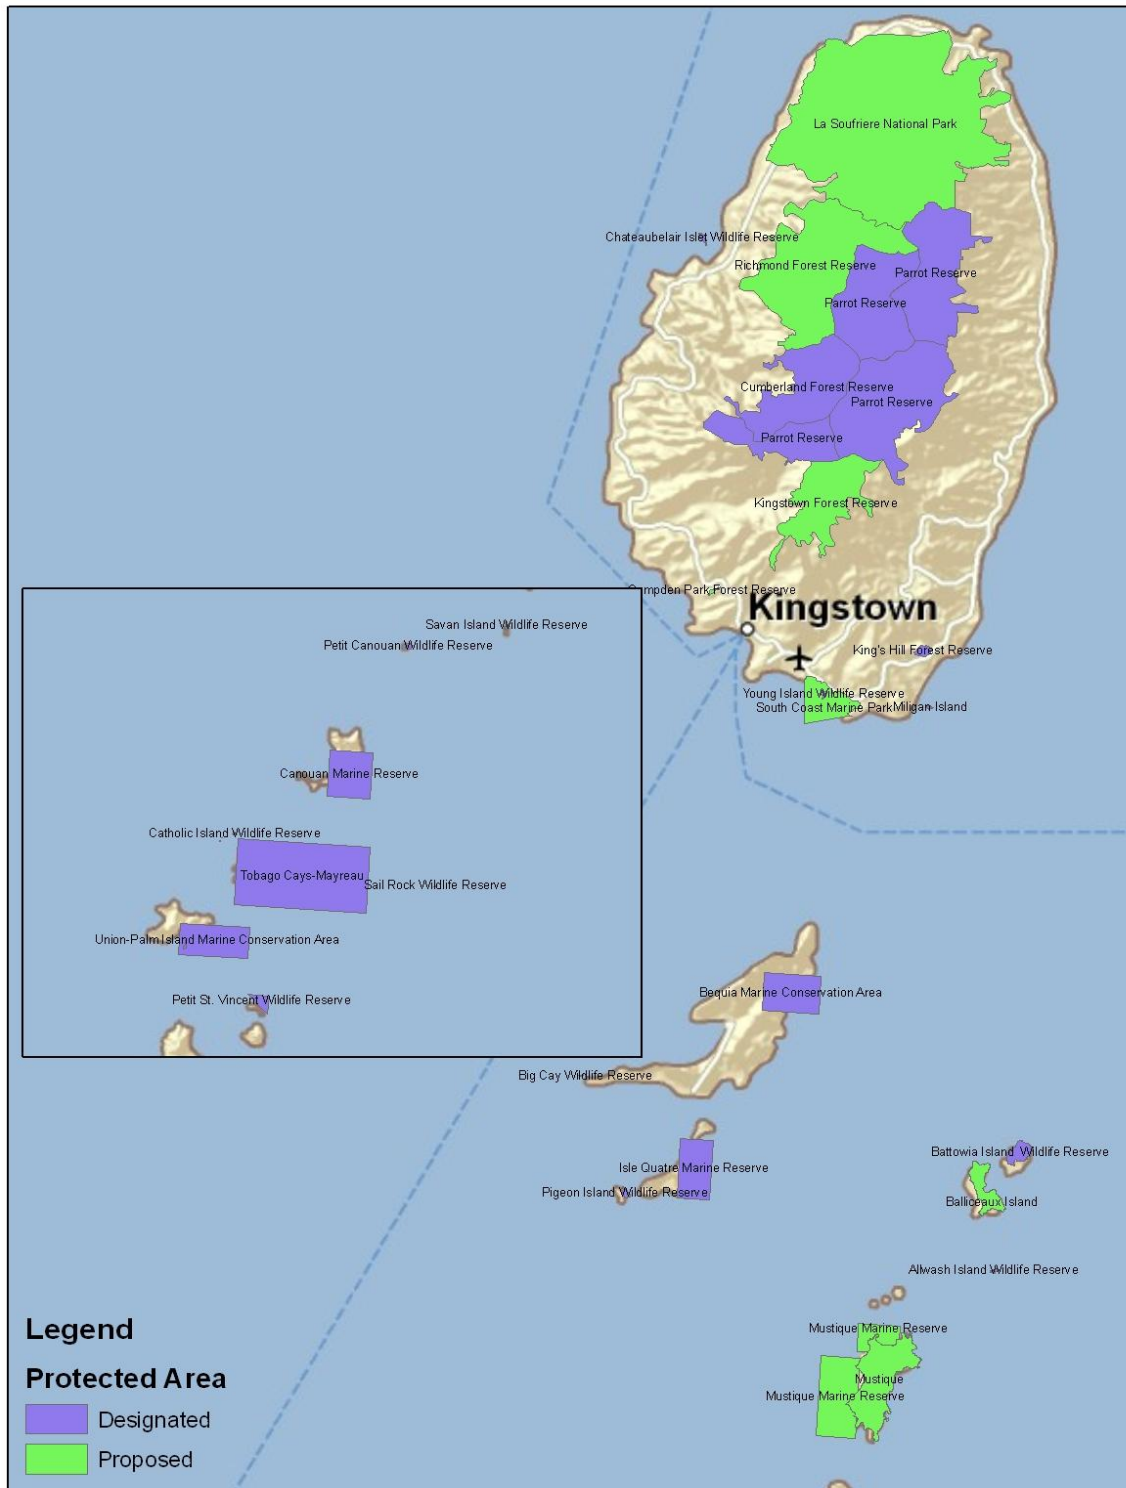 La Soufriere National Park
Chateaubelair Islet Wildlife Reserve
Richmond Forest Reserve
Parrot Reserve
Parrot Reserve
Cumberland Forest Reserve
Parrot Reserve
Parrot Reserve
Kingstown Forest Reserve
Campden Park Forest Reserve
Kingstown
King's Hill Forest Reserve
Young Island Wildlife Reserve
South Coast Marine Park
Miligan Island
Savan Island Wildlife Reserve
Petit Canouan Wildlife Reserve
Canouan Marine Reserve
Catholic Island Wildlife Reserve
Tobago Cays-Mayreau
Sail Rock Wildlife Reserve
Union-Palm Island Marine Conservation Area
Petit St. Vincent Wildlife Reserve
Bequia Marine Conservation Area
Big Cay Wildlife Reserve
Isle Quatre Marine Reserve
Pigeon Island Wildlife Reserve
Battowia Island Wildlife Reserve
Balliceaux Island
Allwash Island Wildlife Reserve
Mustique Marine Reserve
Mustique
Mustique Marine Reserve
Legend
Protected Area
Designated
Proposed